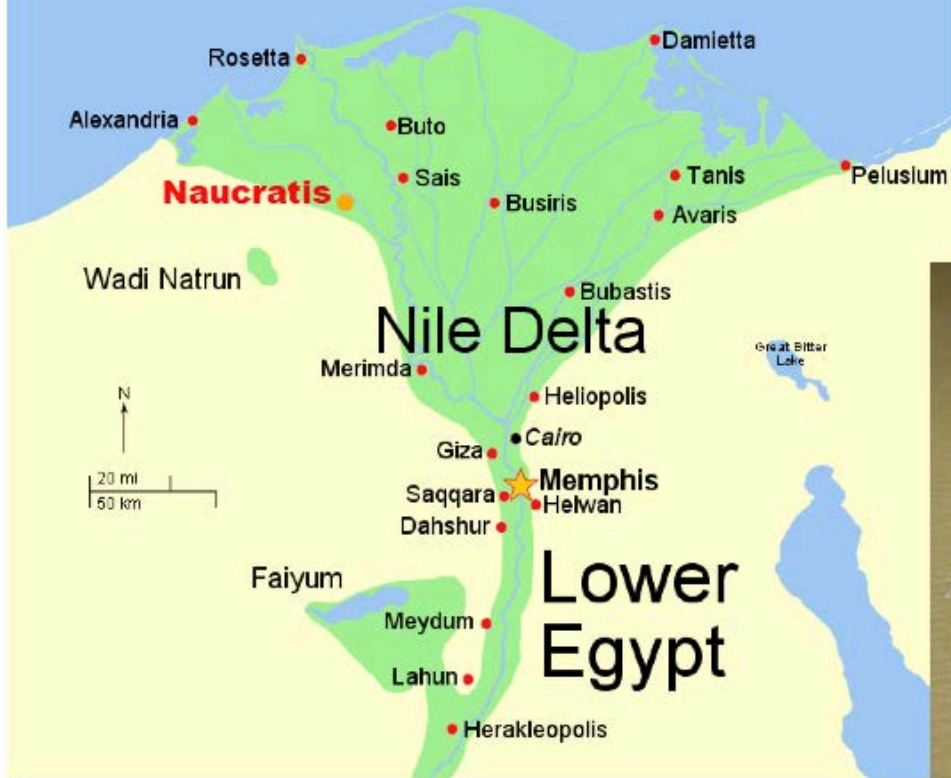 Damietta
Rosetta
Alexandria
Buto
Sais
Tanis
Pelusium
Naucratis
Busiris
Avaris
Wadi Natrun
Bubastis
Nile Delta
Great Bitter
Lake
Merimda
N
Heliopolis
Cairo
Giza
20 mi
50 km
Memphis
Saqqara
Helwan
Dahshur
Faiyum
Lower
Egypt
Meydum
Lahun
Herakleopolis